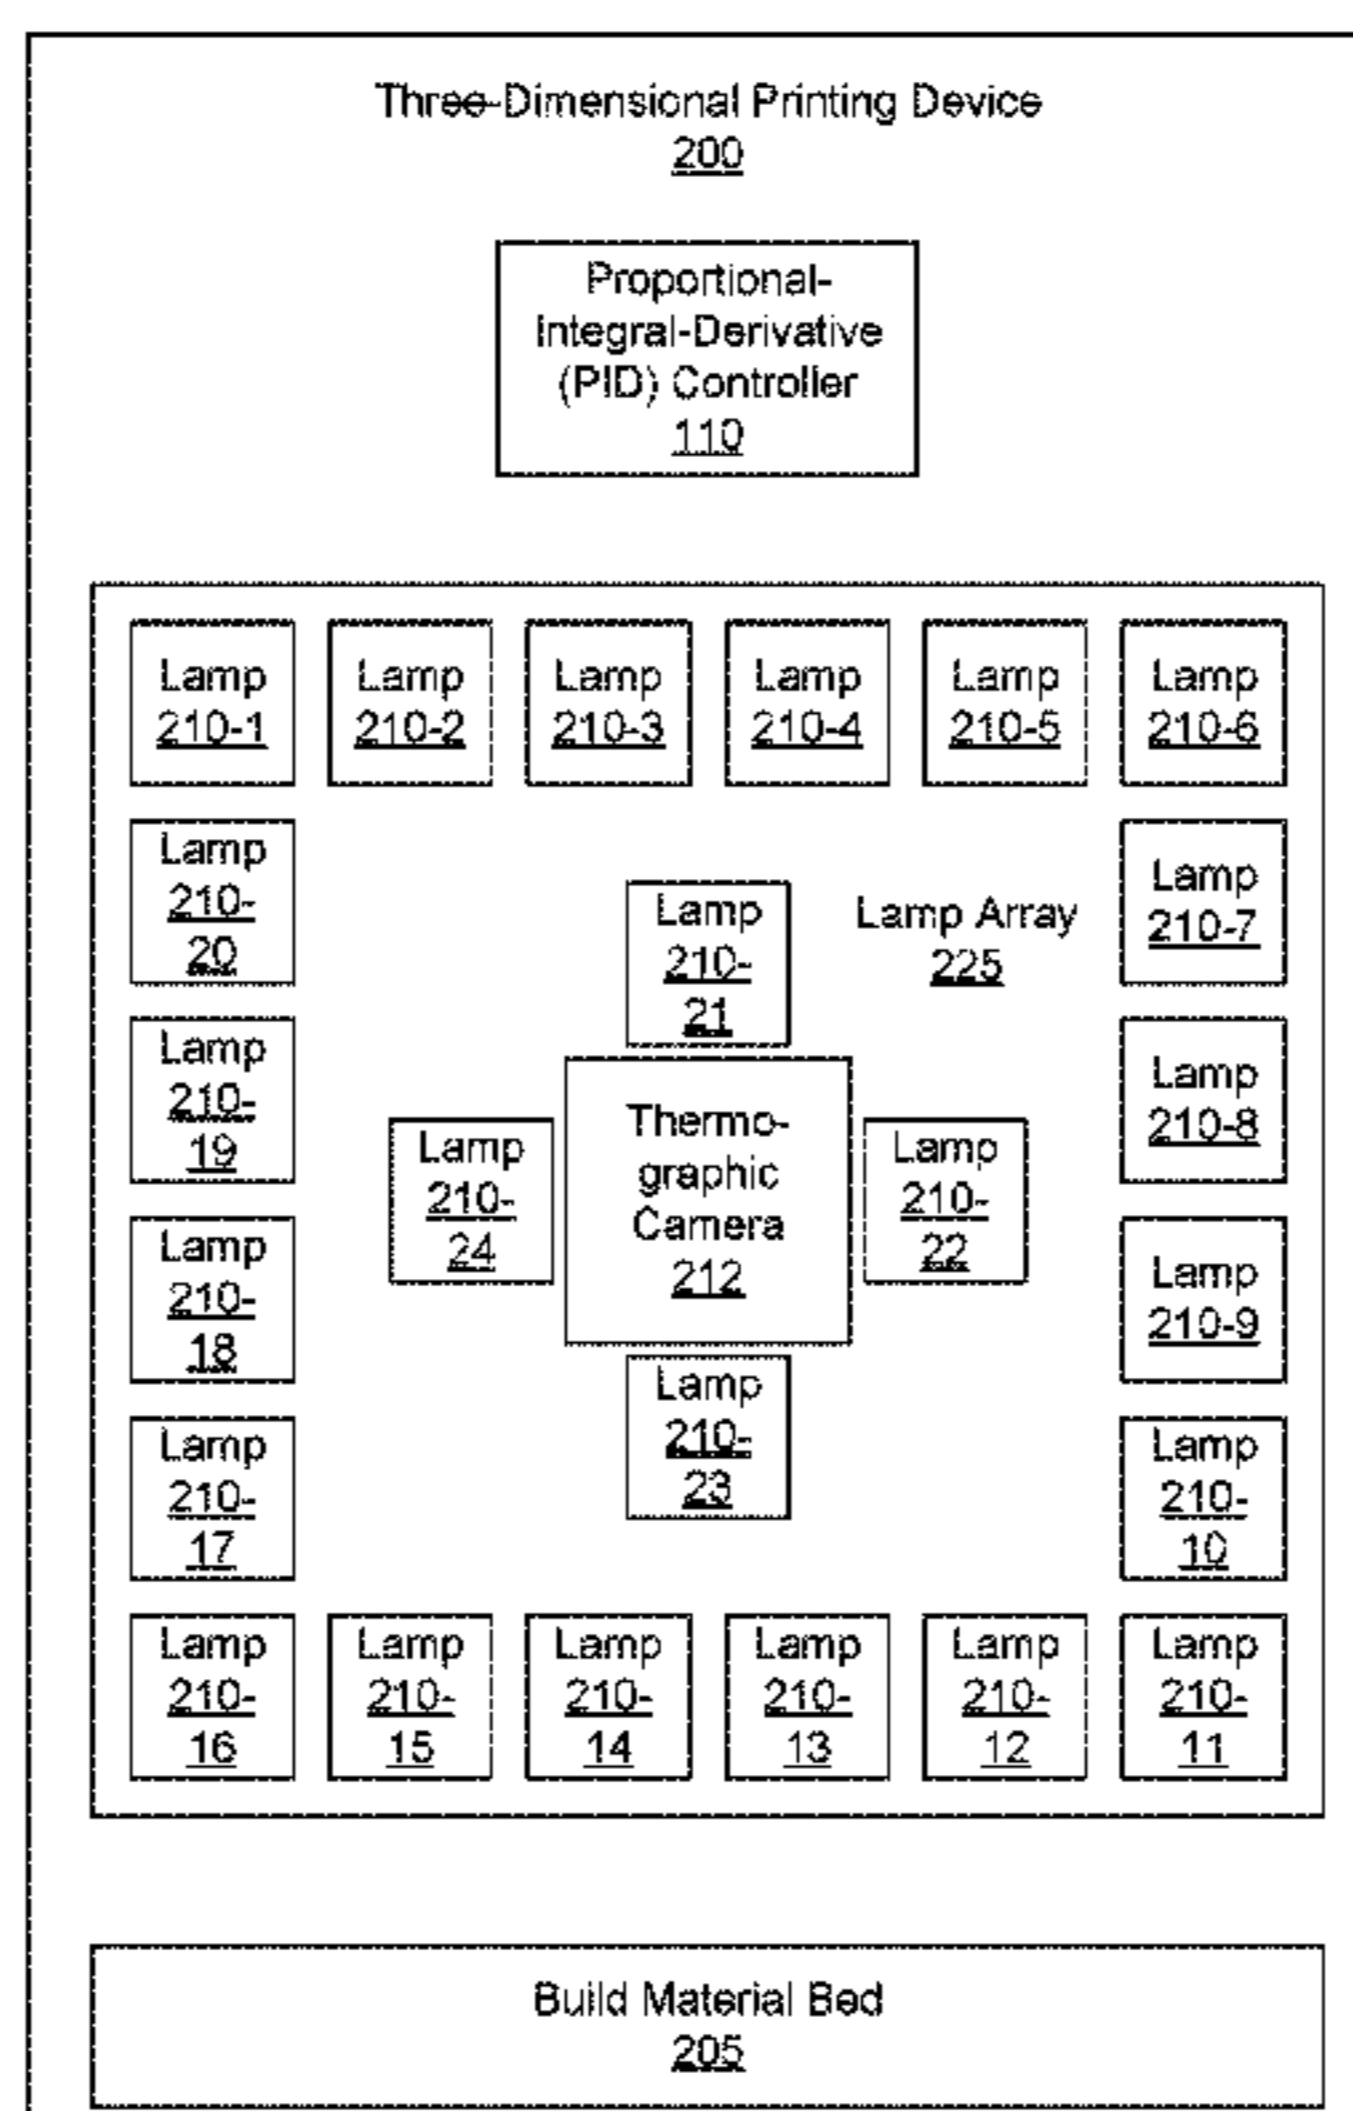 Three-Dimensional Printing Device
200
Proportional-
Integral-Derivative
(PID) Controller
110
Lamp
210-1
Lamp
210-2
Lamp
210-3
Lamp
210-4
Lamp
210-5
Lamp
210-6
Lamp
210-
20
Lamp
210-
21
Lamp Array
225
Lamp
210-7
Lamp
210-
19
Lamp
210-8
Lamp
210-
24
Thermo-
graphic
Camera
212
Lamp
210-
22
Lamp
210-
18
Lamp
210-9
Lamp
210-
23
Lamp
210-
17
Lamp
210-
10
Lamp
210-
16
Lamp
210-
15
Lamp
210-
14
Lamp
210-
13
Lamp
210-
12
Lamp
210-
11
Build Material Bed
205